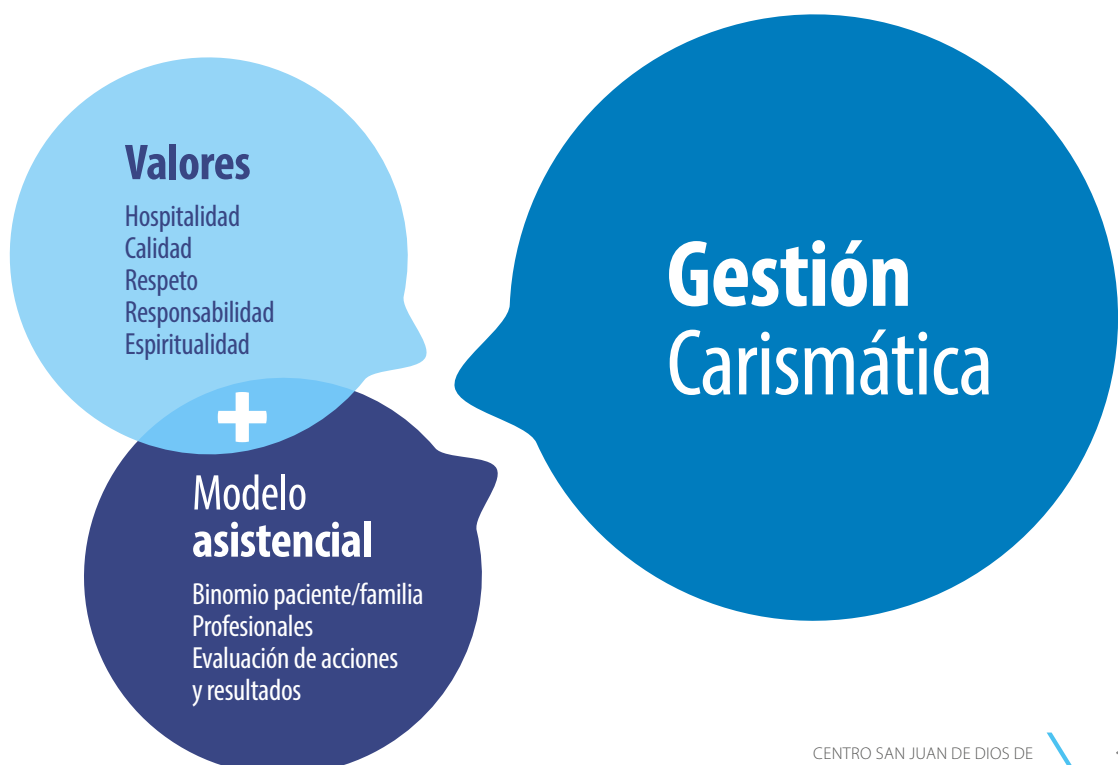 Valores
Hospitalidad
Calidad
Respeto
Responsabilidad
Espiritualidad
+
Modelo
asistencial
Binomio paciente/familia
Profesionales
Evaluación de acciones
y resultados
Gestión
Carismática
CENTRO SAN JUAN DE DIOS DE